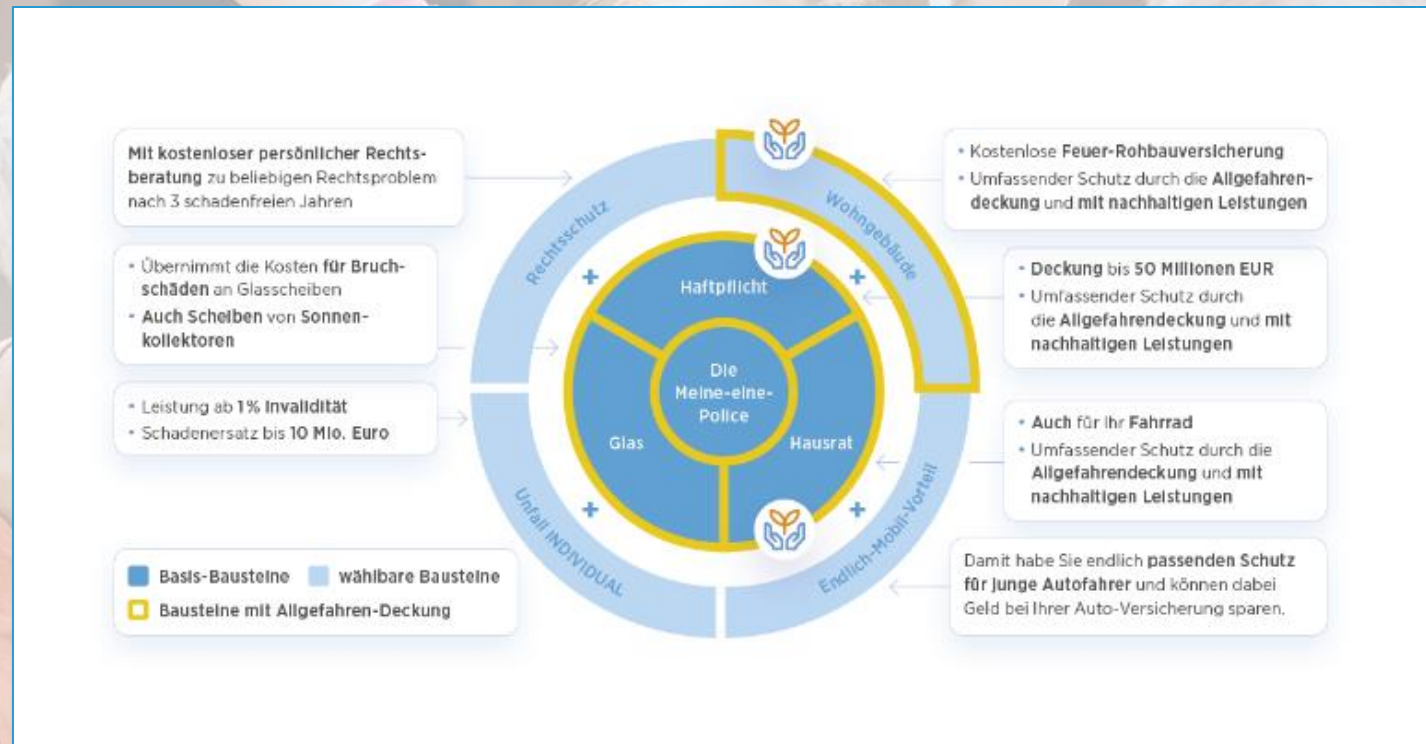 Mit kostenloser persönlicher Rechts-
beratung zu beliebigen Rechtsproblem
nach 3 schadenfreien Jahren
• Übernimmt die Kosten für Bruch-
schäden an Glasscheiben
• Auch Scheiben von Sonnen-
kollektoren
• Leistung ab 1% Invalidität
• Schadenersatz bis 10 Mio. Euro
Basis-Bausteine
wählbare Bausteine
Bausteine mit Allgefahren-Deckung
Rechtsschutz
Wohngebäude
Haftpflicht
Die
Meine-eine-
Police
Glas
Hausrat
Unfall INDIVIDUAL
Endlich-Mobil-Vorteil
• Kostenlose Feuer-Rohbauversicherung
• Umfassender Schutz durch die Allgefahren-
deckung und mit nachhaltigen Leistungen
• Deckung bis 50 Millionen EUR
• Umfassender Schutz durch
die Allgefahrendeckung und mit
nachhaltigen Leistungen
• Auch für Ihr Fahrrad
• Umfassender Schutz durch die
Allgefahrendeckung und mit
nachhaltigen Leistungen
Damit habe Sie endlich passenden Schutz
für junge Autofahrer und können dabei
Geld bei Ihrer Auto-Versicherung sparen.